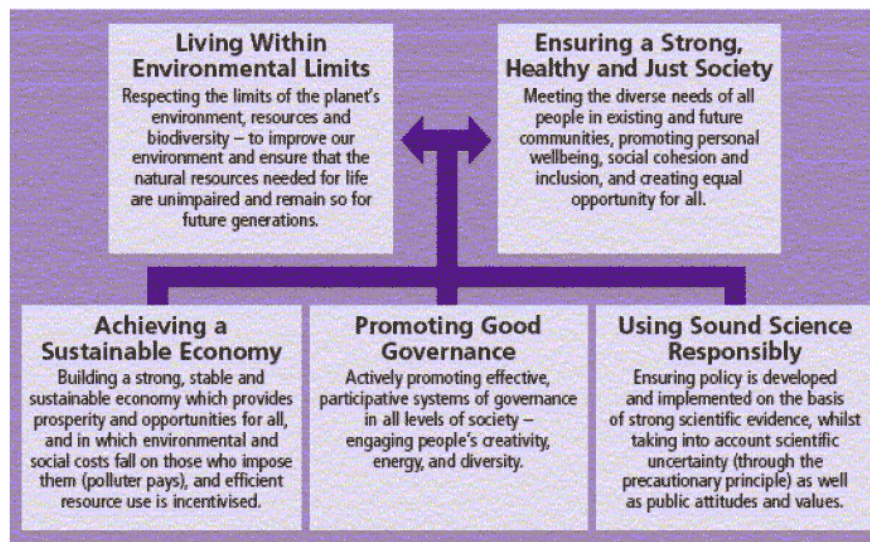 Living Within
Environmental Limits
Respecting the limits of the planet's
environment, resources and
biodiversity – to improve our
environment and ensure that the
natural resources needed for life
are unimpaired and remain so for
future generations.
Ensuring a Strong,
Healthy and Just Society
Meeting the diverse needs of all
people in existing and future
communities, promoting personal
wellbeing, social cohesion and
inclusion, and creating equal
opportunity for all.
Achieving a
Sustainable Economy
Building a strong, stable and
sustainable economy which provides
prosperity and opportunities for all,
and in which environmental and
social costs fall on those who impose
them (polluter pays), and efficient
resource use is incentivised.
Promoting Good
Governance
Actively promoting effective,
participative systems of governance
in all levels of society –
engaging people's creativity,
energy, and diversity.
Using Sound Science
Responsibly
Ensuring policy is developed
and implemented on the basis
of strong scientific evidence, whilst
taking into account scientific
uncertainty (through the
precautionary principle) as well
as public attitudes and values.